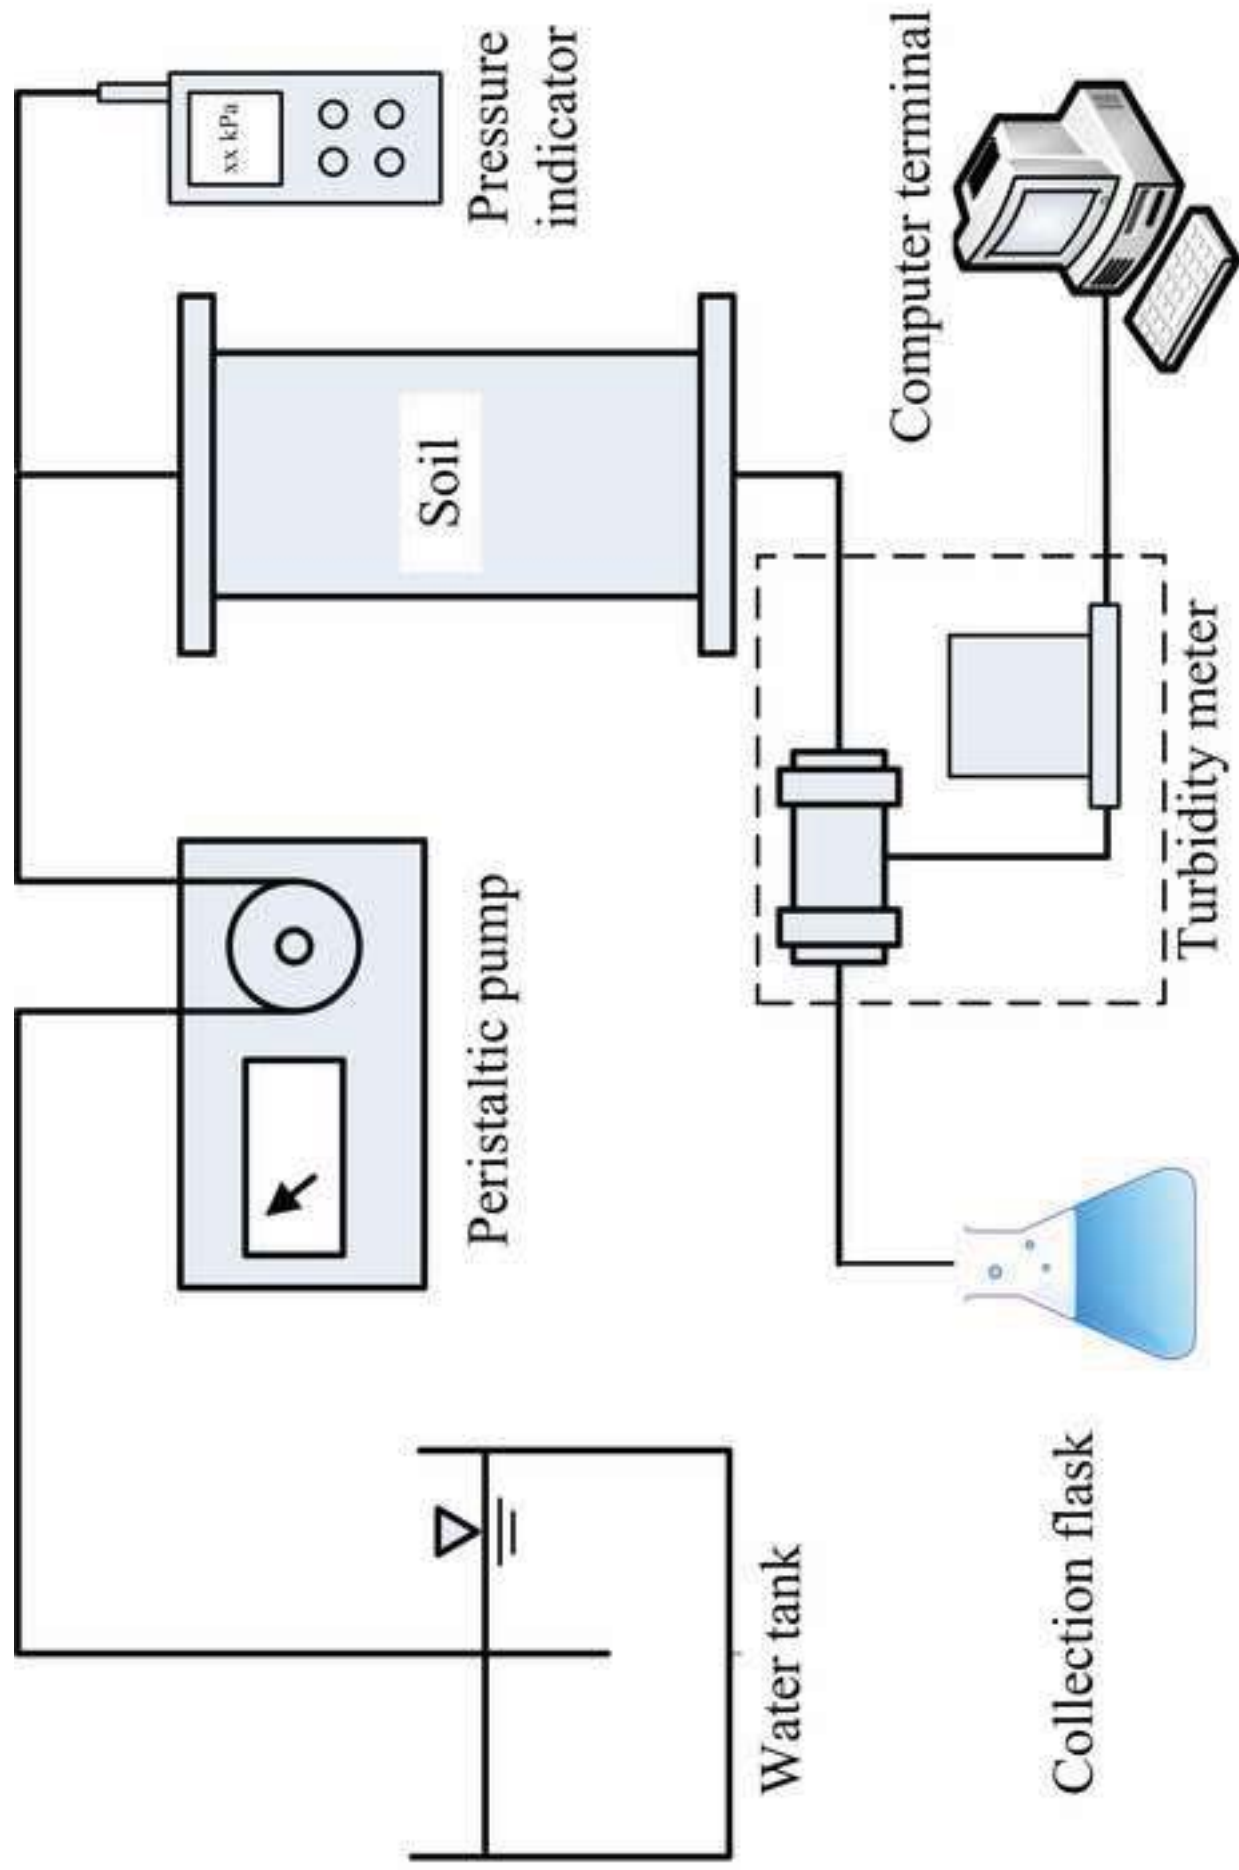 xx kPa
Pressure
indicator
Soil
Peristaltic pump
Water tank
Computer terminal
Turbidity meter
Collection flask